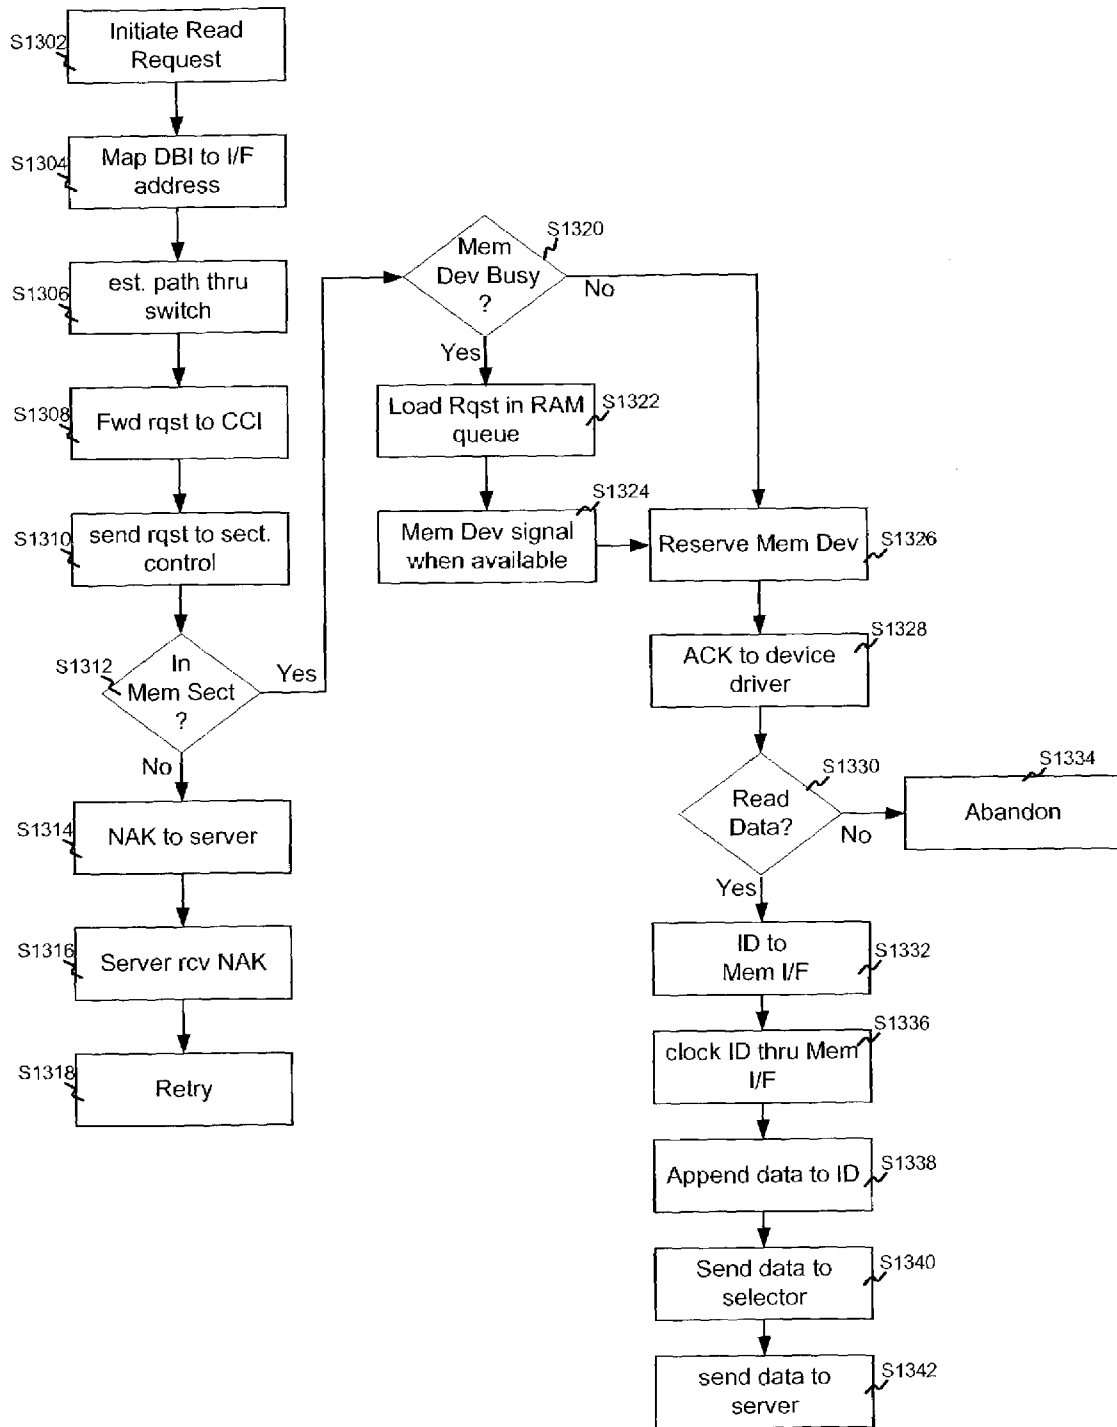 S1302
Initiate Read
Request
S1304
Map DBI to I/F
address
S1306
est. path thru
switch
S1308
Fwd rqst to CCI
S1310
send rqst to sect.
control
S1312
In
Mem Sect
?
Yes
No
S1314
NAK to server
S1316
Server rcv NAK
S1318
Retry
S1320
Mem
Dev Busy
?
No
Yes
S1322
Load Rqst in RAM
queue
S1324
Mem Dev signal
when available
Reserve Mem Dev
S1326
S1328
ACK to device
driver
S1330
Read
Data?
No
Yes
S1334
Abandon
ID to
Mem I/F
S1332
S1336
clock ID thru Mem
I/F
S1338
Append data to ID
S1340
Send data to
selector
S1342
send data to
server